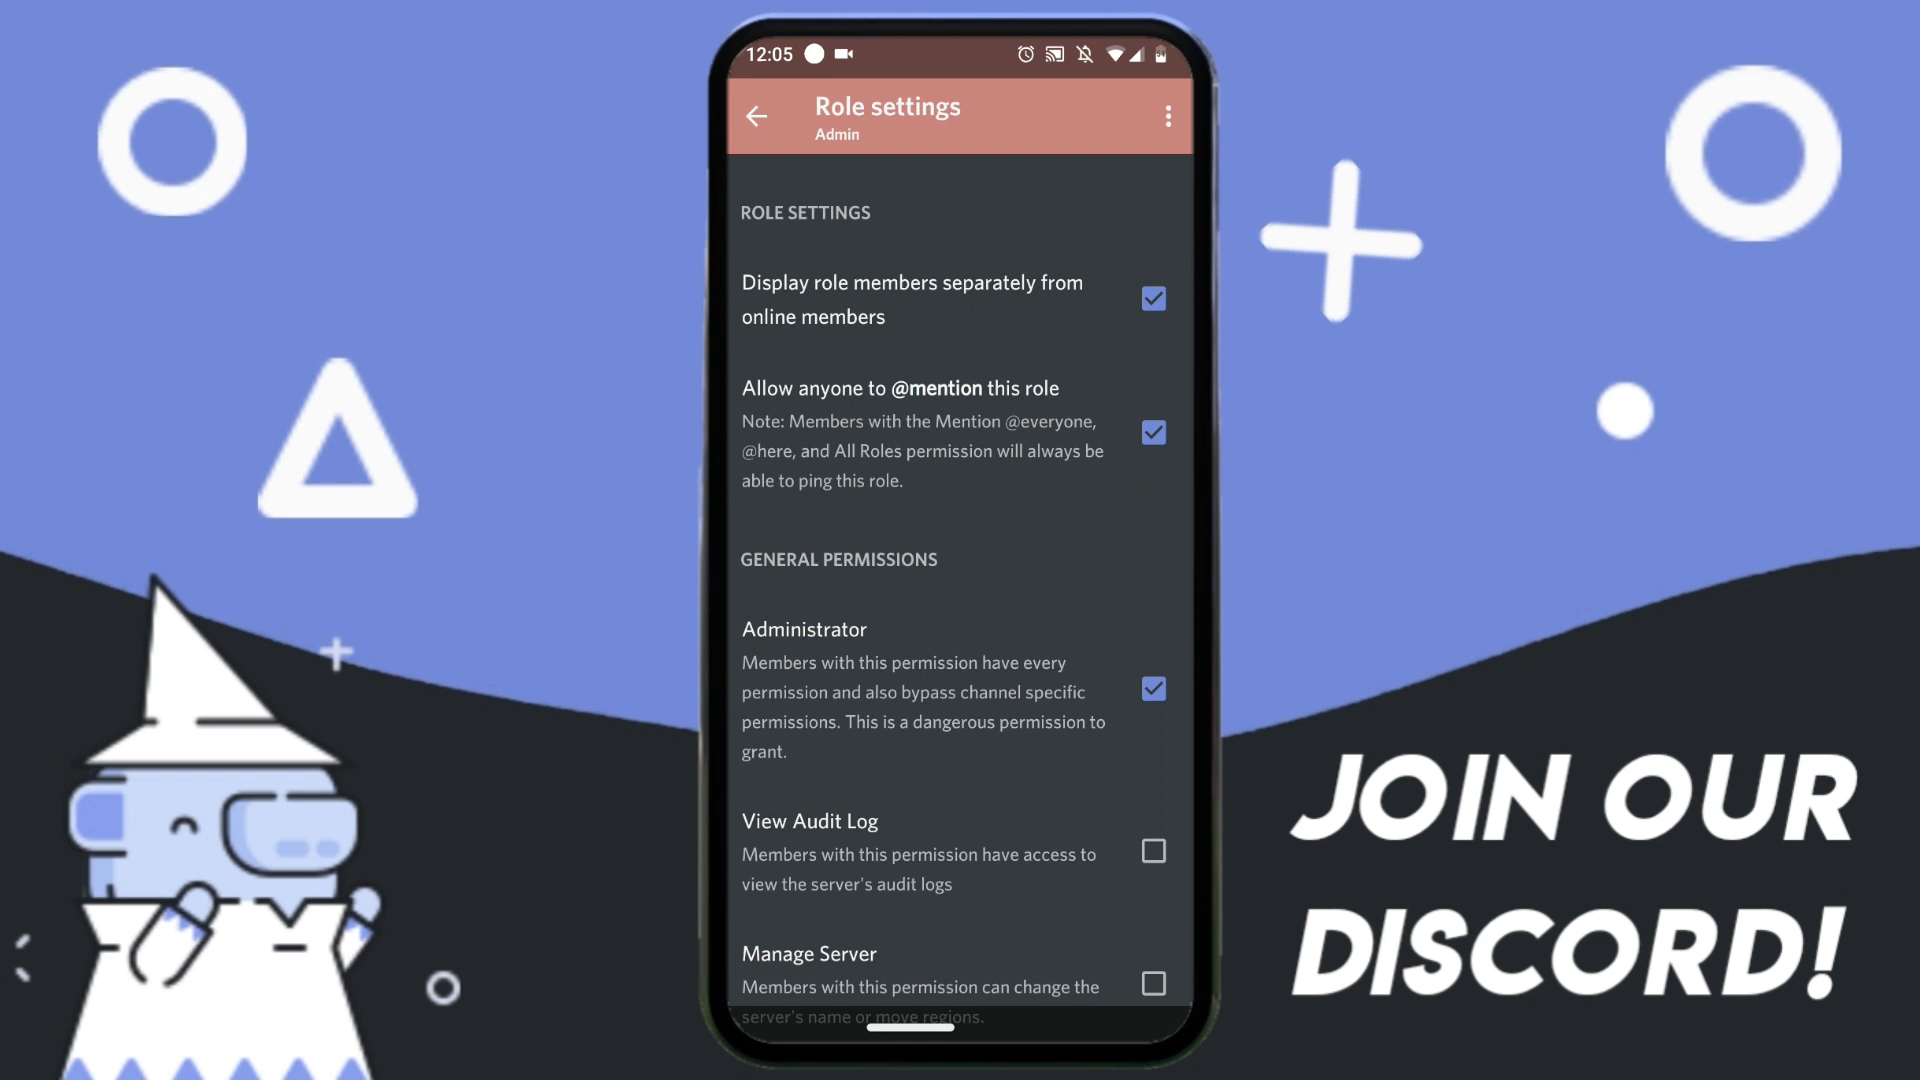 12:05
Role settings
Admin
ROLE SETTINGS
Display role members separately from
online members
Allow anyone to @mention this role
Note: Members with the Mention @everyone,
@here, and All Roles permission will always be
able to ping this role.
GENERAL PERMISSIONS
Administrator
Members with this permission have every
permission and also bypass channel specific
permissions. This is a dangerous permission to
grant.
View Audit Log
Members with this permission have access to
view the server's audit logs
Manage Server
Members with this permission can change the
server's name or move regions.
JOIN OUR
DISCORD!